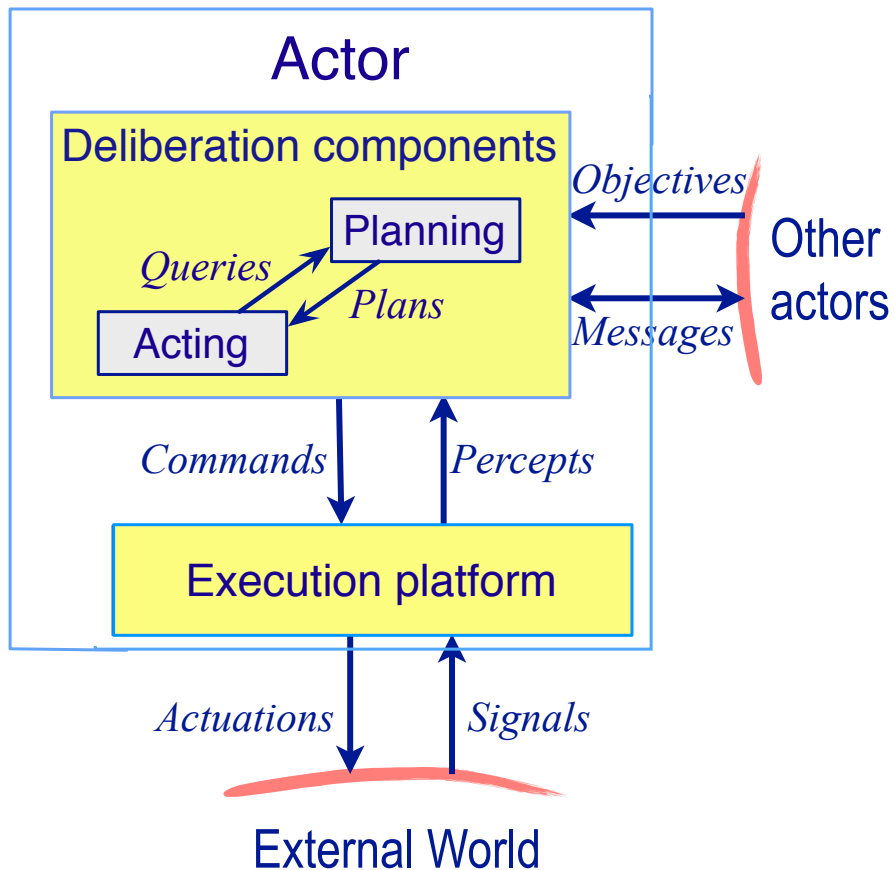 Actor
Deliberation components
Objectives
Planning
Other
actors
Queries
Plans
Acting
Messages
Commands
Percepts
Execution platform
Actuations
Signals
External World